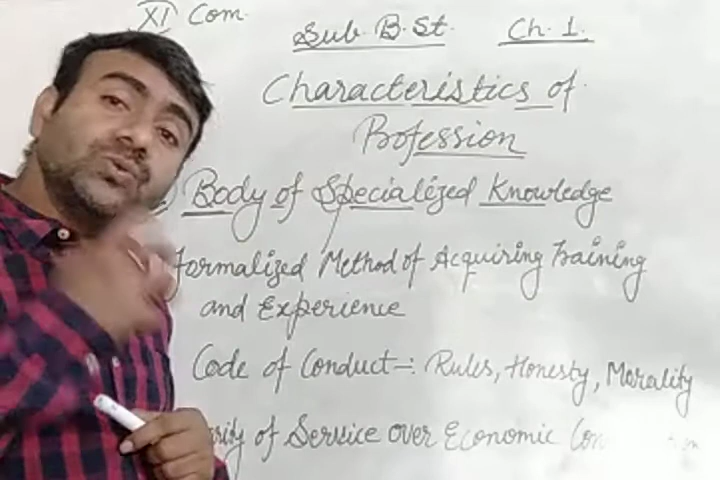 XI Com.
Sub. B. St. Ch. 1.
Characteristics of
Profession
Body of Specialized Knowledge
Formalized Method of Acquiring Training
and Experience
Code of Conduct –: Rules, Honesty, Morality
of Service over Economic